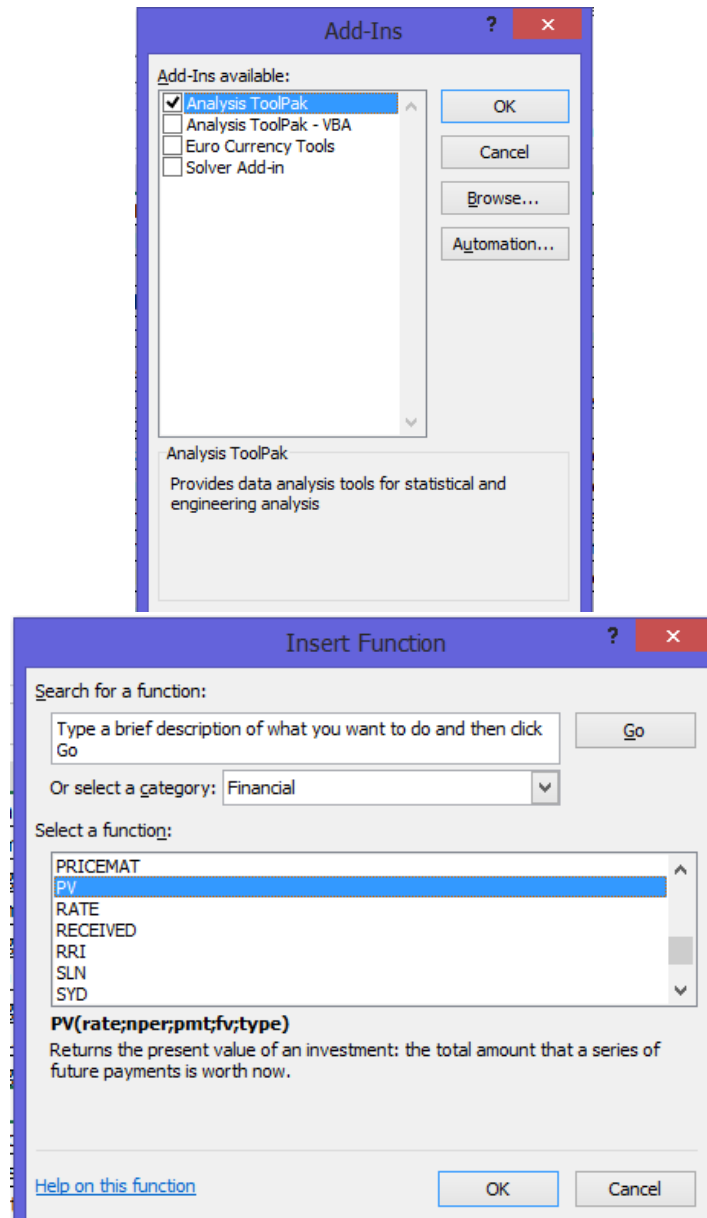 Add-Ins
?
×
Add-Ins available:
Analysis ToolPak
Analysis ToolPak - VBA
Euro Currency Tools
Solver Add-in
OK
Cancel
Browse...
Automation...
Analysis ToolPak
Provides data analysis tools for statistical and
engineering analysis
Insert Function
?
×
Search for a function:
Type a brief description of what you want to do and then click
Go
Go
Or select a category: Financial
Select a function:
PRICEMAT
PV
RATE
RECEIVED
RRI
SLN
SYD
PV(rate;nper;pmt;fv;type)
Returns the present value of an investment: the total amount that a series of
future payments is worth now.
Help on this function
OK
Cancel